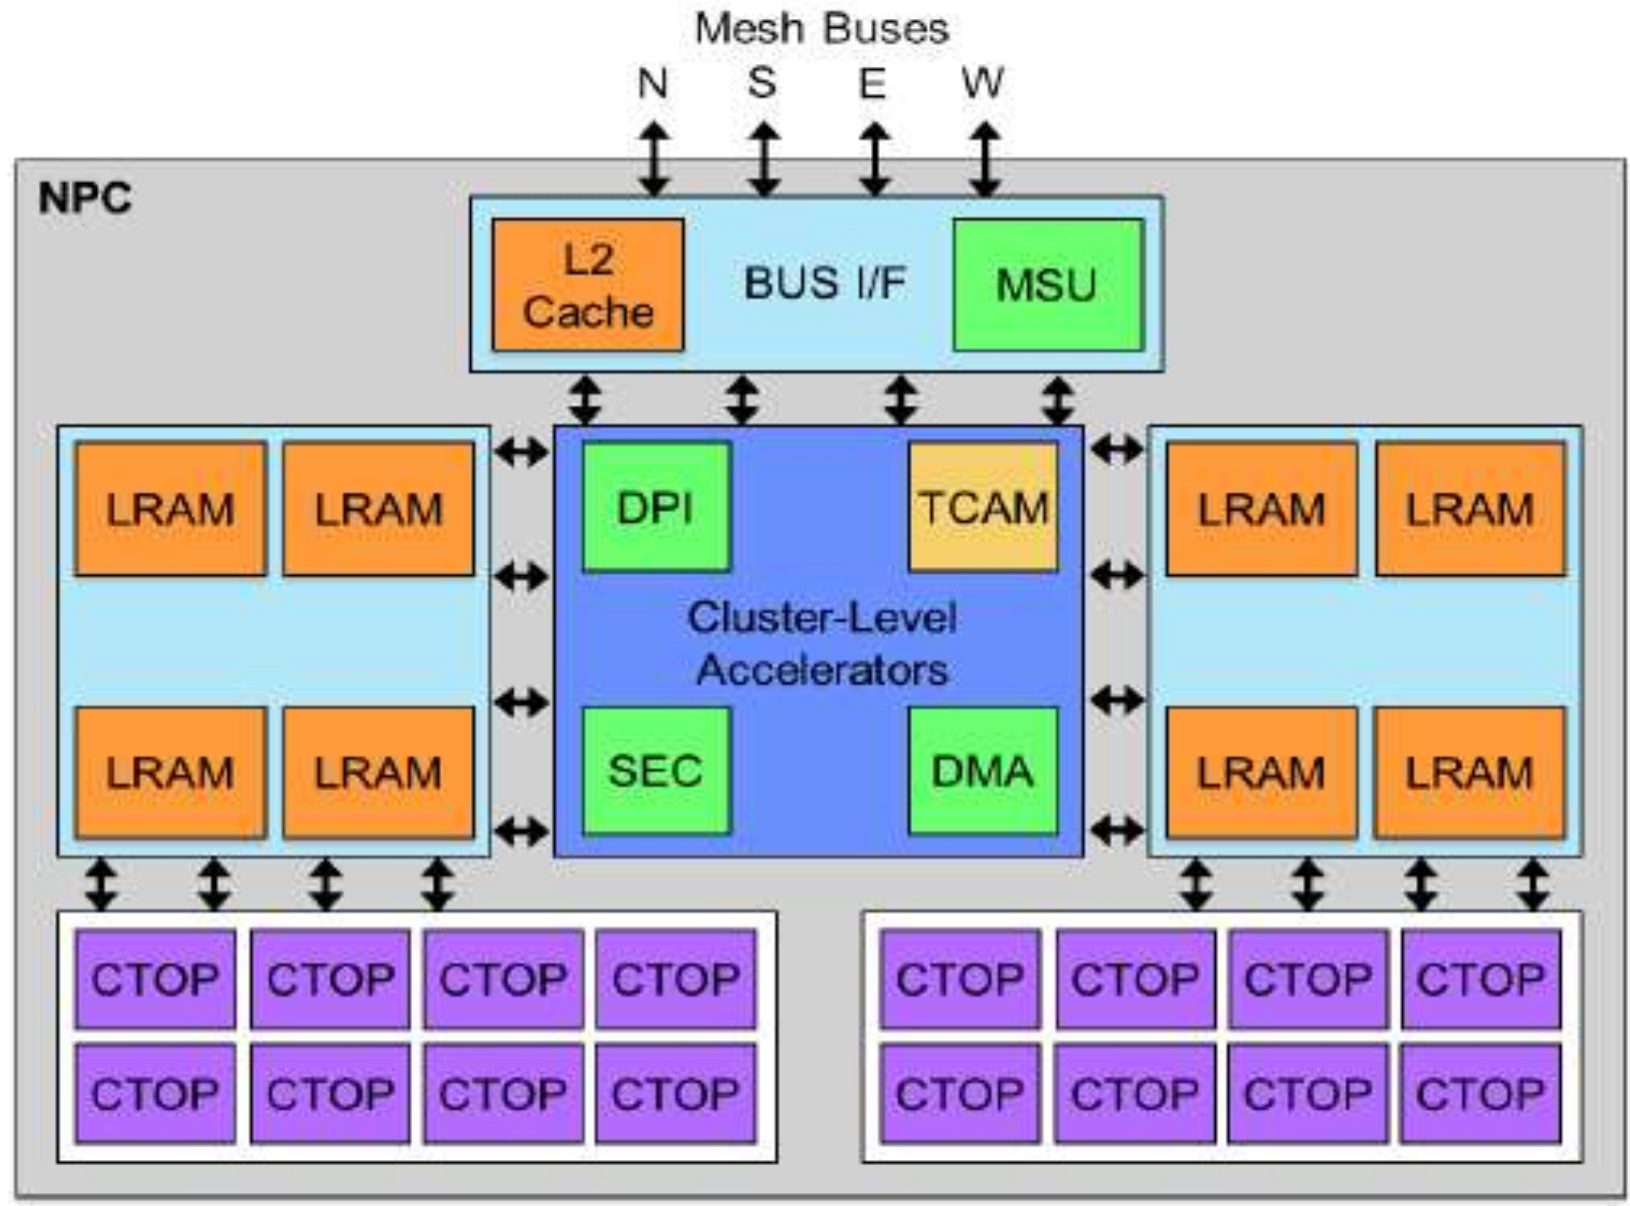 Mesh Buses
N S E W
NPC
L2
Cache
BUS I/F
MSU
LRAM LRAM
DPI
TCAM
LRAM LRAM
Cluster-Level
Accelerators
LRAM LRAM
SEC
DMA
LRAM LRAM
CTOP CTOP CTOP CTOP
CTOP CTOP CTOP CTOP
CTOP CTOP CTOP CTOP
CTOP CTOP CTOP CTOP